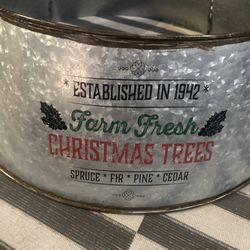 * ESTABLISHED IN 1942 *
Farm Fresh
CHRISTMAS TREES
SPRUCE * FIR * PINE * CEDAR